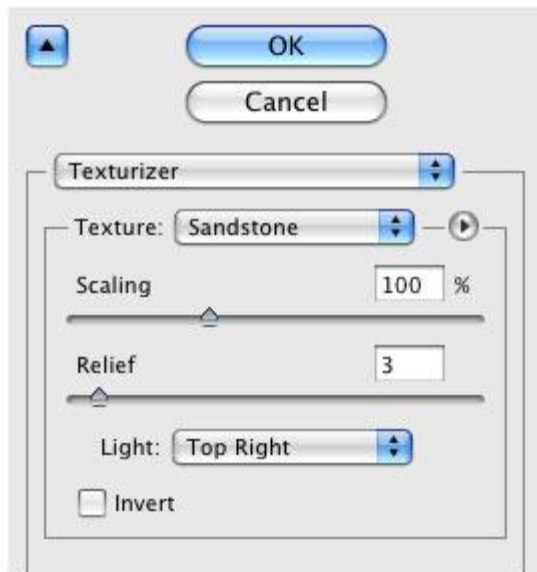 OK
Cancel
Texturizer
Texture: Sandstone
Scaling 100 %
Relief 3
Light: Top Right
Invert